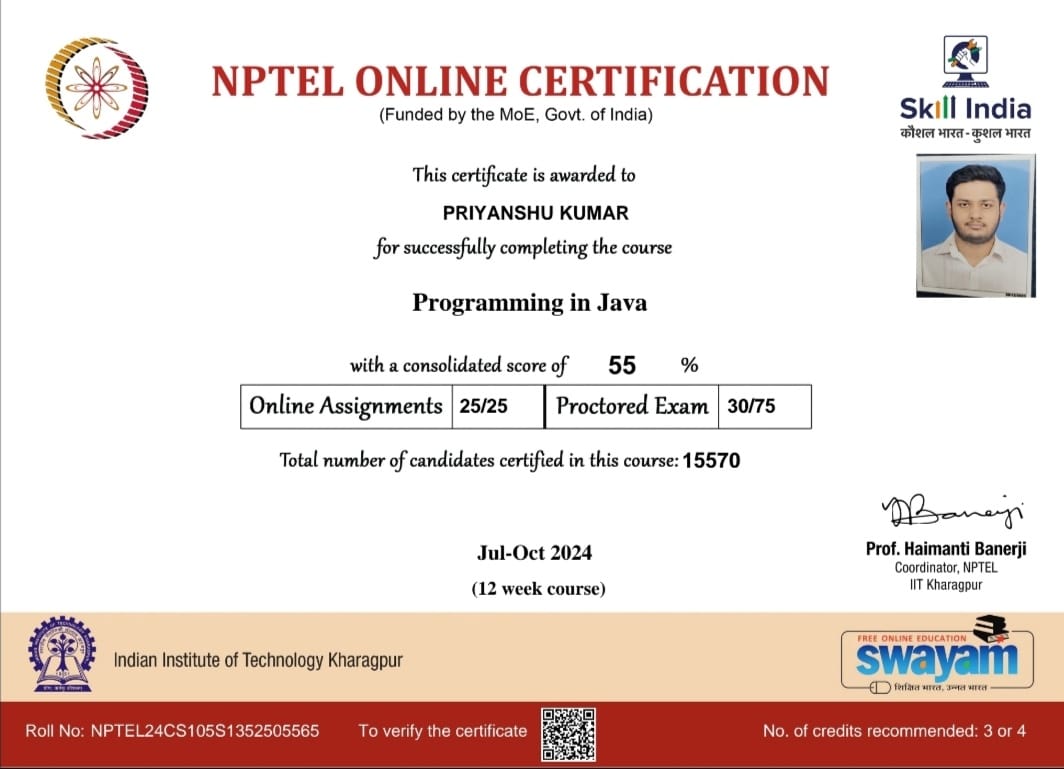 NPTEL ONLINE CERTIFICATION
(Funded by the MoE, Govt. of India)
Skill India
कौशल भारत - कुशल भारत
This certificate is awarded to
PRIYANSHU KUMAR
for successfully completing the course
Programming in Java
with a consolidated score of 55 %
Online Assignments 25/25 Proctored Exam 30/75
Total number of candidates certified in this course: 15570
Prof. Haimanti Banerji
Coordinator, NPTEL
IIT Kharagpur
Jul-Oct 2024
(12 week course)
Indian Institute of Technology Kharagpur
FREE ONLINE EDUCATION
swayam
शिक्षित भारत, उन्नत भारत
Roll No: NPTEL24CS105S1352505565 To verify the certificate No. of credits recommended: 3 or 4